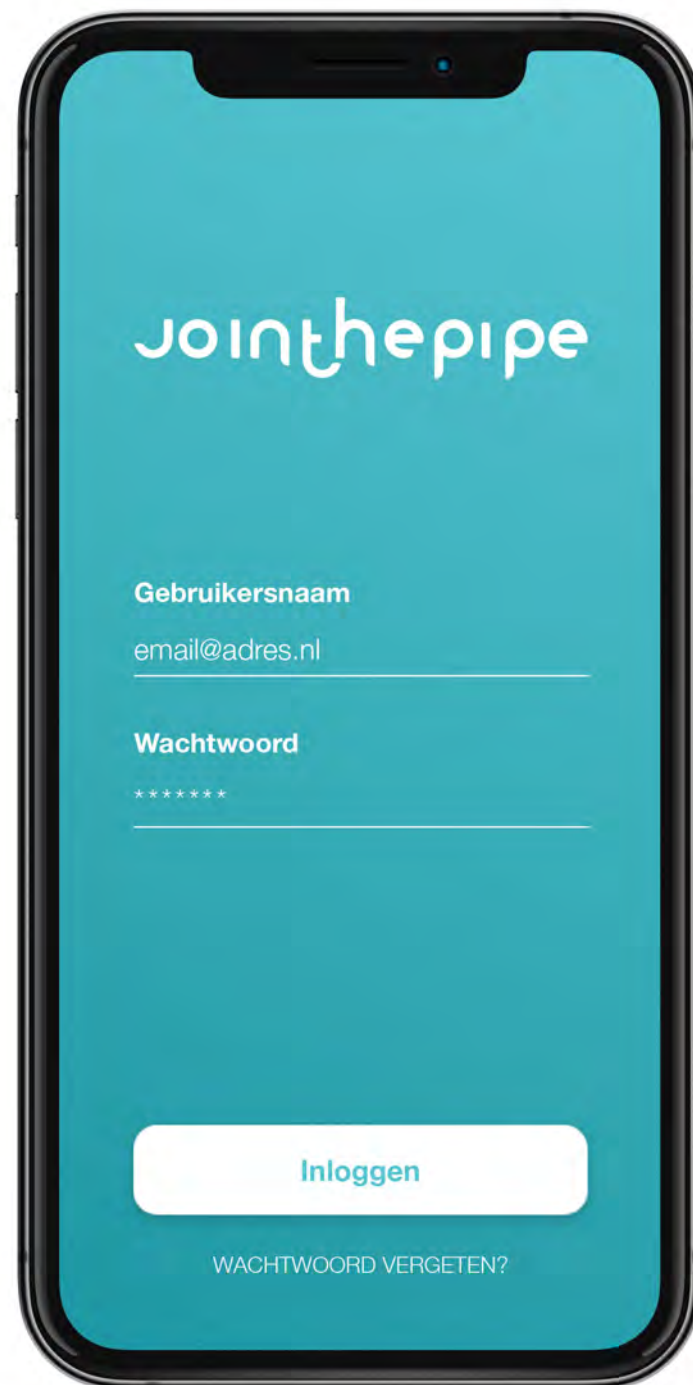 jointhepipe
Gebruikersnaam
email@adres.nl
Wachtwoord
*******
Inloggen
WACHTWOORD VERGETEN?